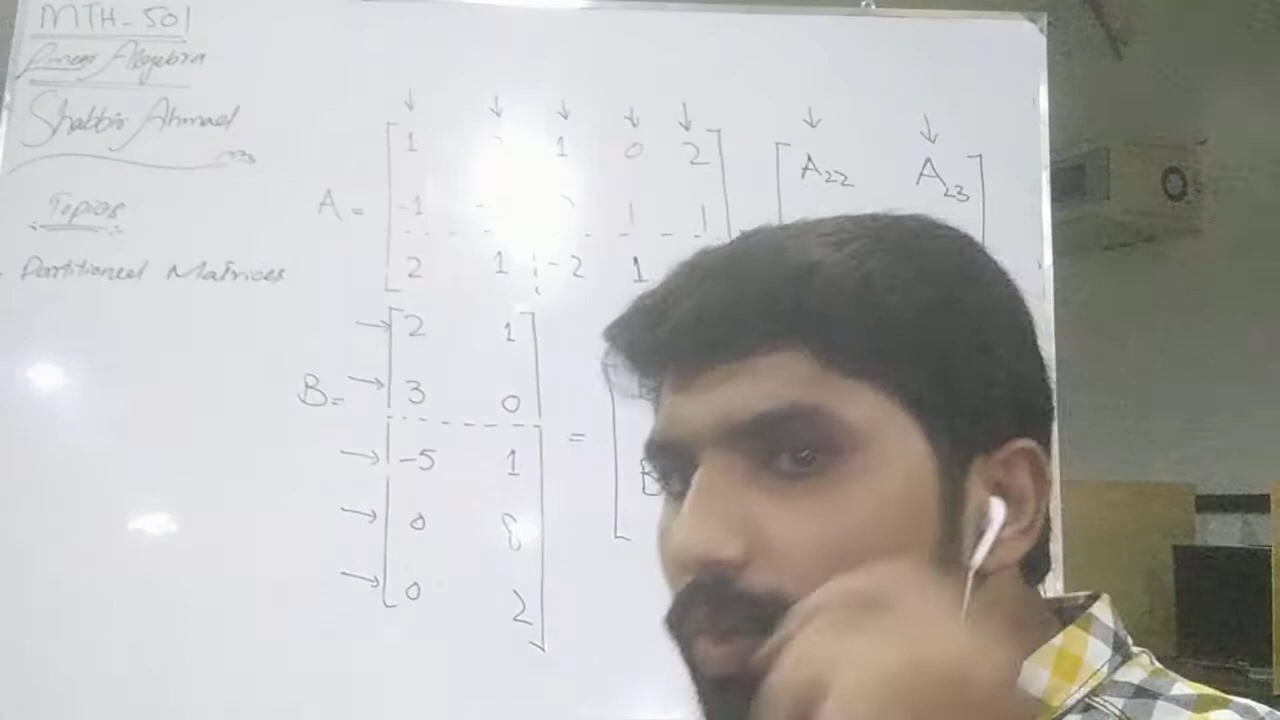 MTH-501
Linear Algebra
Shabbir Ahmad
Topics
Partitioned Matrices
↓ ↓ ↓ ↓ ↓ ↓ ↓
1 1 0 2 A22 A23
A = -1 1 1
2 1 -2 1
→ 2 1
B = → 3 0
=
→ -5 1 B
→ 0 8
→ 0 2